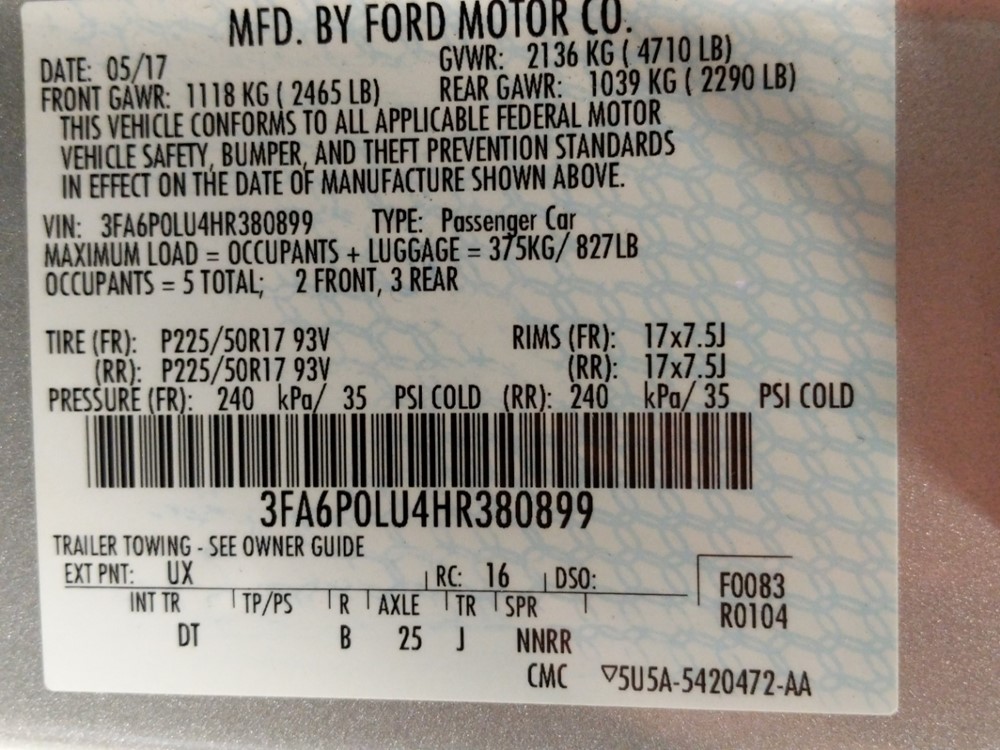 MFD. BY FORD MOTOR CO.
DATE: 05/17 GVWR: 2136 KG ( 4710 LB)
FRONT GAWR: 1118 KG ( 2465 LB) REAR GAWR: 1039 KG ( 2290 LB)
THIS VEHICLE CONFORMS TO ALL APPLICABLE FEDERAL MOTOR
VEHICLE SAFETY, BUMPER, AND THEFT PREVENTION STANDARDS
IN EFFECT ON THE DATE OF MANUFACTURE SHOWN ABOVE.
VIN: 3FA6P0LU4HR380899 TYPE: Passenger Car
MAXIMUM LOAD = OCCUPANTS + LUGGAGE = 375KG/ 827LB
OCCUPANTS = 5 TOTAL; 2 FRONT, 3 REAR
TIRE (FR): P225/50R17 93V RIMS (FR): 17x7.5J
(RR): P225/50R17 93V (RR): 17x7.5J
PRESSURE (FR): 240 kPa/ 35 PSI COLD (RR): 240 kPa/ 35 PSI COLD
3FA6P0LU4HR380899
TRAILER TOWING - SEE OWNER GUIDE
EXT PNT: UX RC: 16 DSO: F0083
INT TR TP/PS R AXLE TR SPR R0104
DT B 25 J NNRR
CMC ▽5U5A-5420472-AA